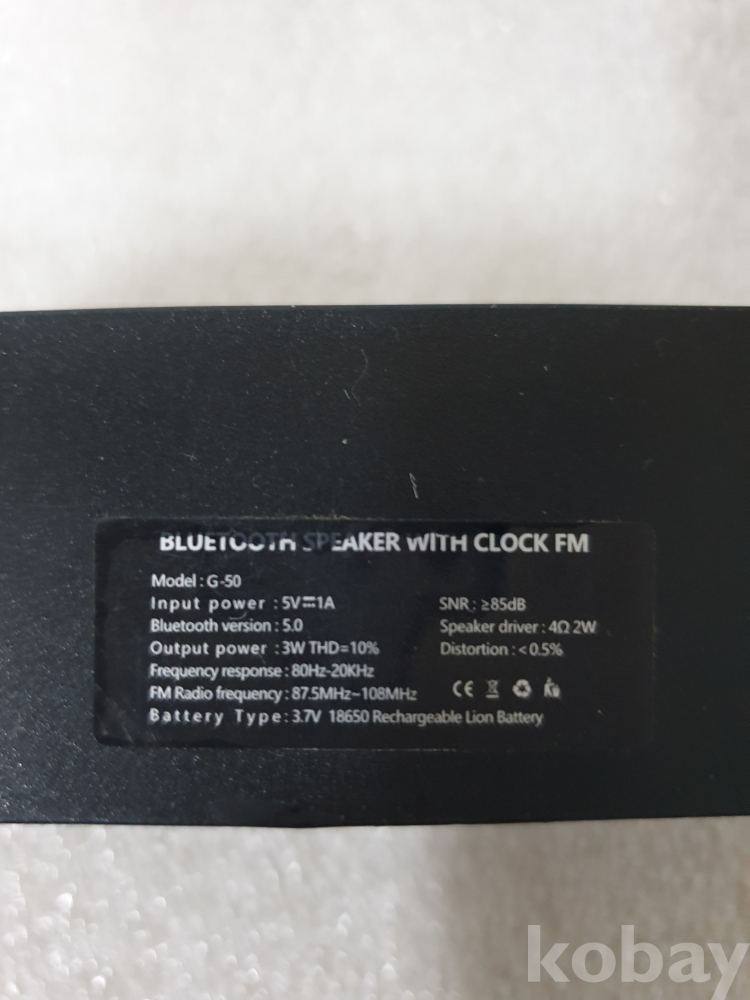 BLUETOOTH SPEAKER WITH CLOCK FM
Model : G-50
Input power : 5V⎓1A
SNR : ≥85dB
Bluetooth version : 5.0
Speaker driver : 4Ω 2W
Output power : 3W THD=10%
Distortion : <0.5%
Frequency response : 80Hz-20KHz
FM Radio frequency : 87.5MHz~108MHz
CE
Battery Type : 3.7V 18650 Rechargeable Lion Battery
kobay